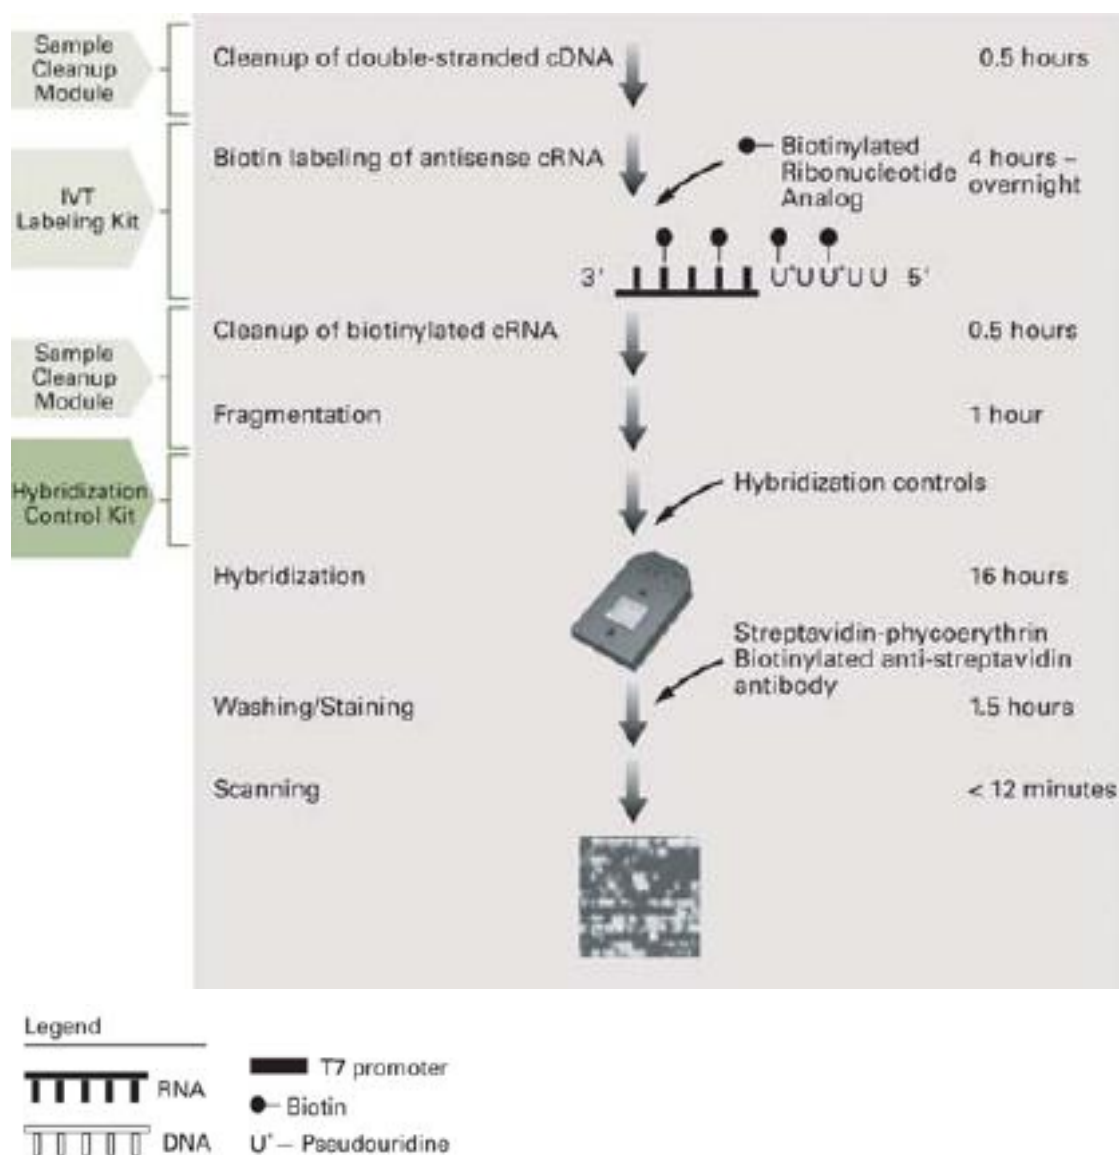 Sample
Cleanup
Module
Cleanup of double-stranded cDNA
0.5 hours
IVT
Labeling Kit
Biotin labeling of antisense cRNA
Biotinylated
Ribonucleotide
Analog
4 hours –
overnight
3' U*UU*UU 5'
Sample
Cleanup
Module
Cleanup of biotinylated cRNA
0.5 hours
Fragmentation
1 hour
Hybridization
Control Kit
Hybridization controls
Hybridization
16 hours
Streptavidin-phycoerythrin
Biotinylated anti-streptavidin
antibody
Washing/Staining
1.5 hours
Scanning
< 12 minutes
Legend
RNA
DNA
T7 promoter
Biotin
U* – Pseudouridine